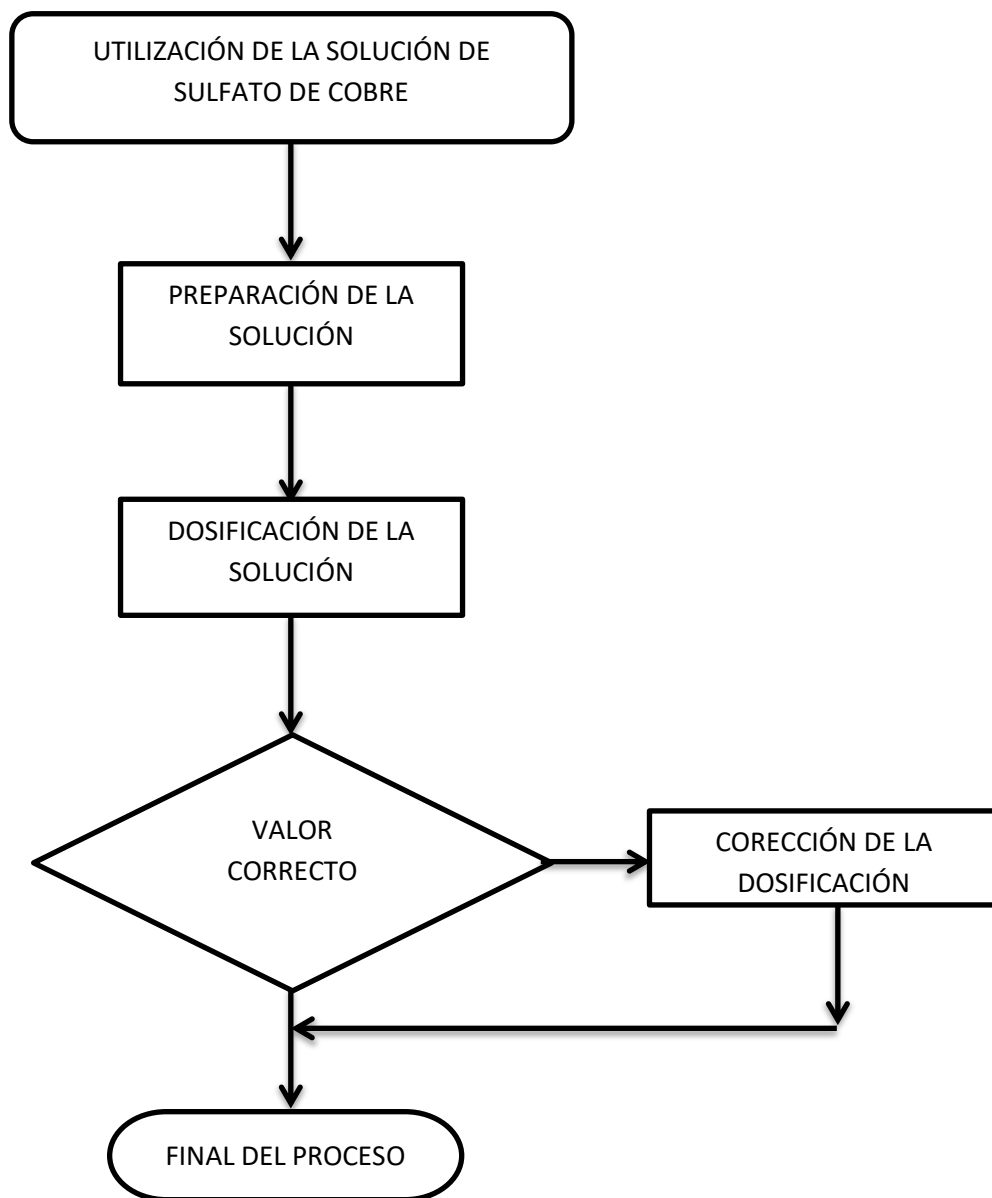 UTILIZACIÓN DE LA SOLUCIÓN DE
SULFATO DE COBRE
PREPARACIÓN DE LA
SOLUCIÓN
DOSIFICACIÓN DE LA
SOLUCIÓN
VALOR
CORRECTO
CORECCIÓN DE LA
DOSIFICACIÓN
FINAL DEL PROCESO